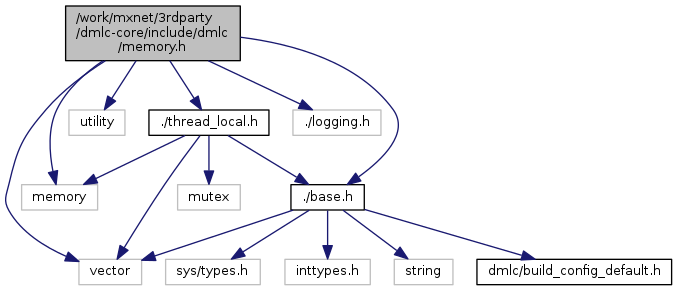 /work/mxnet/3rdparty
/dmlc-core/include/dmlc
/memory.h
utility
./thread_local.h
./logging.h
memory
mutex
./base.h
vector
sys/types.h
inttypes.h
string
dmlc/build_config_default.h